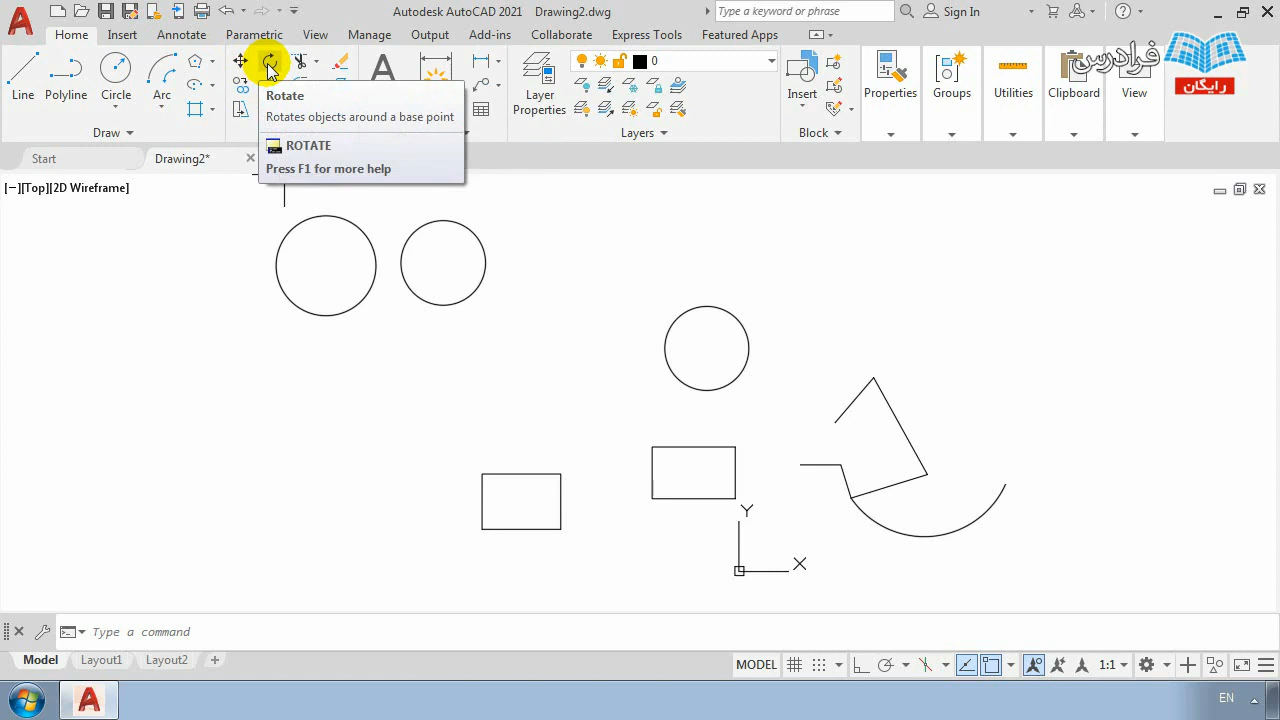 Autodesk AutoCAD 2021 Drawing2.dwg
Type a keyword or phrase
Sign In
Home Insert Annotate Parametric View Manage Output Add-ins Collaborate Express Tools Featured Apps
فرادرس
رایگان
Line Polyline Circle Arc
Draw
A
Layer
Properties
0
Layers
Insert
Block
Properties
Groups
Utilities
Clipboard
View
Rotate
Rotates objects around a base point
ROTATE
Press F1 for more help
Start Drawing2*
[−][Top][2D Wireframe]
Y
X
Type a command
Model Layout1 Layout2
MODEL
1:1
EN